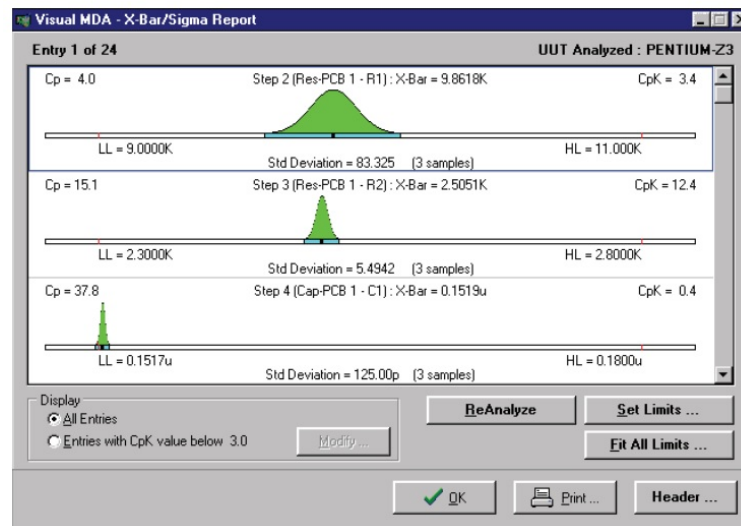 Visual MDA - X-Bar/Sigma Report
Entry 1 of 24 UUT Analyzed : PENTIUM-Z3
Cp = 4.0 Step 2 (Res-PCB 1 - R1) : X-Bar = 9.8618K CpK = 3.4
LL = 9.0000K HL = 11.000K
Std Deviation = 83.325 (3 samples)
Cp = 15.1 Step 3 (Res-PCB 1 - R2) : X-Bar = 2.5051K CpK = 12.4
LL = 2.3000K HL = 2.8000K
Std Deviation = 5.4942 (3 samples)
Cp = 37.8 Step 4 (Cap-PCB 1 - C1) : X-Bar = 0.1519u CpK = 0.4
LL = 0.1517u HL = 0.1800u
Std Deviation = 125.00p (3 samples)
Display
All Entries
Entries with CpK value below 3.0
Modify ...
ReAnalyze
Set Limits ...
Fit All Limits ...
OK
Print ...
Header ...